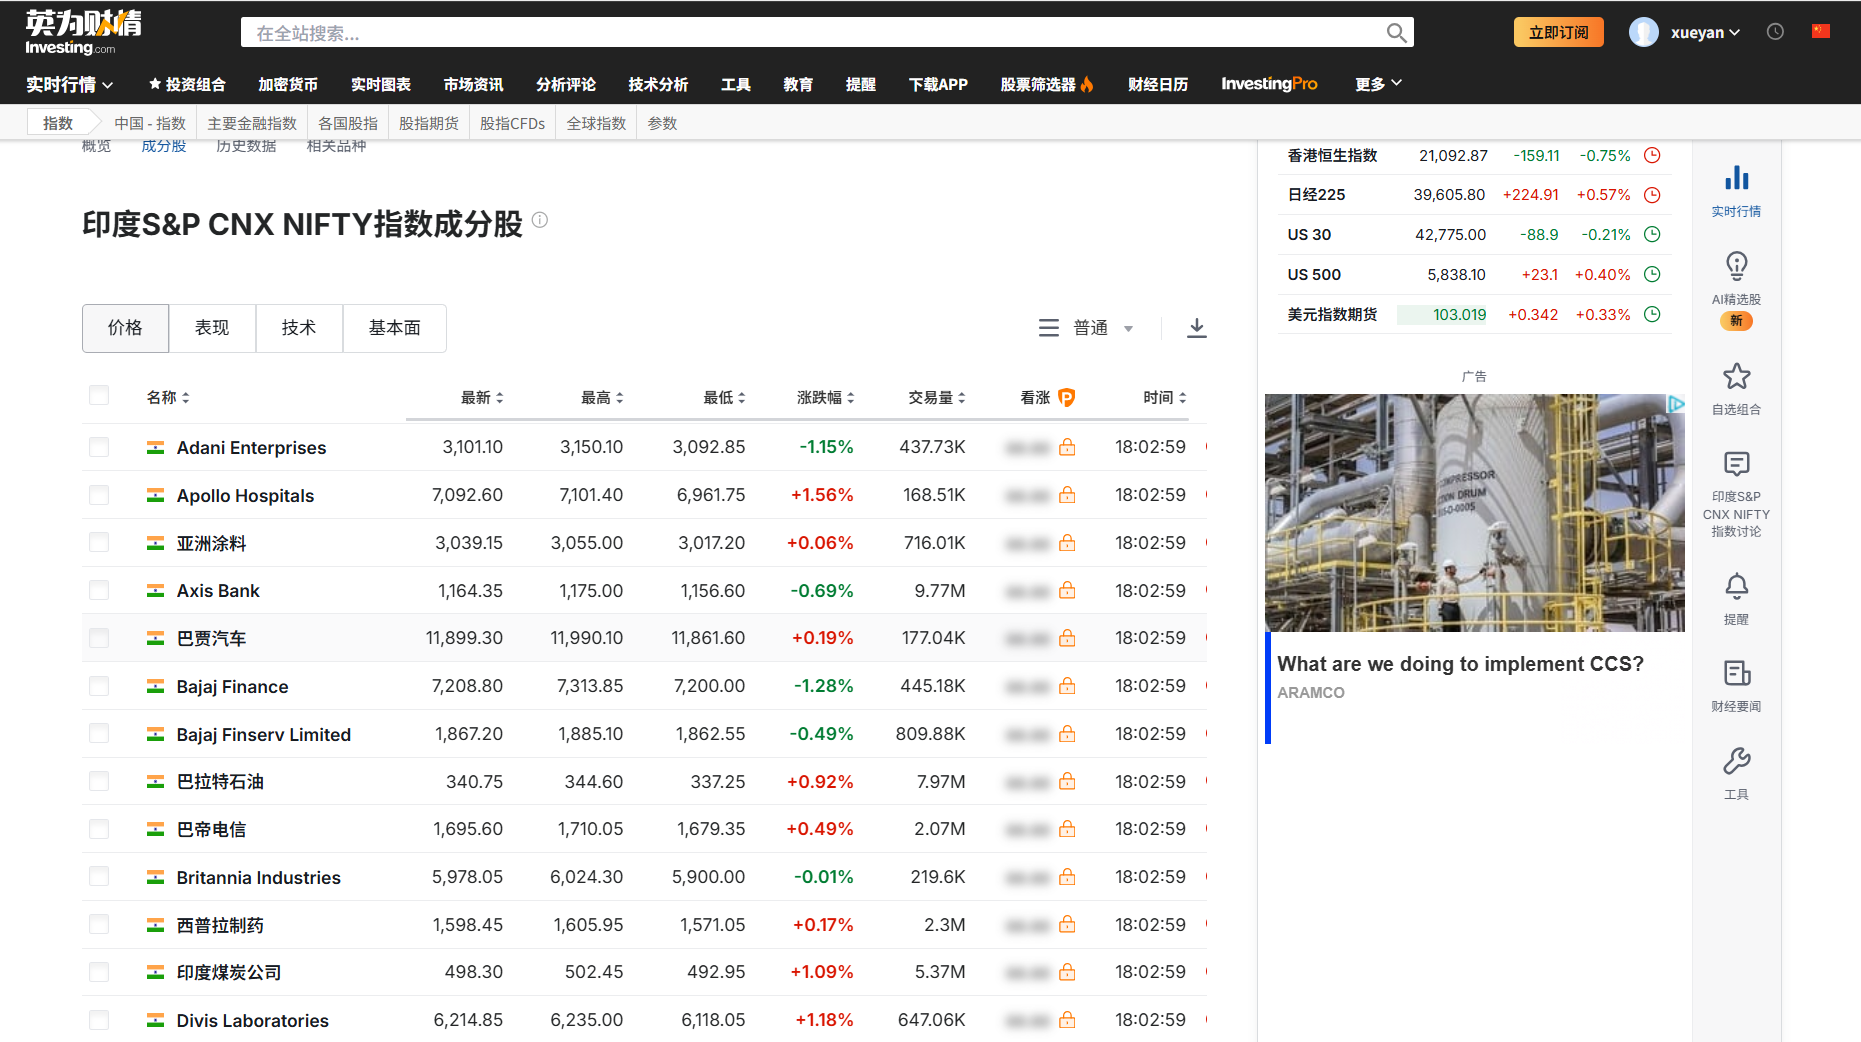 英为财情
Investing.com
在全站搜索...
立即订阅
xueyan
实时行情
投资组合 加密货币 实时图表 市场资讯 分析评论 技术分析 工具 教育 提醒 下载APP 股票筛选器 财经日历 InvestingPro 更多
指数 中国 - 指数 主要金融指数 各国股指 股指期货 股指CFDs 全球指数 参数
概览 成分股 历史数据 相关品种
印度S&P CNX NIFTY指数成分股
价格 表现 技术 基本面
普通
名称 最新 最高 最低 涨跌幅 交易量 看涨 时间
Adani Enterprises 3,101.10 3,150.10 3,092.85 -1.15% 437.73K 18:02:59
Apollo Hospitals 7,092.60 7,101.40 6,961.75 +1.56% 168.51K 18:02:59
亚洲涂料 3,039.15 3,055.00 3,017.20 +0.06% 716.01K 18:02:59
Axis Bank 1,164.35 1,175.00 1,156.60 -0.69% 9.77M 18:02:59
巴贾汽车 11,899.30 11,990.10 11,861.60 +0.19% 177.04K 18:02:59
Bajaj Finance 7,208.80 7,313.85 7,200.00 -1.28% 445.18K 18:02:59
Bajaj Finserv Limited 1,867.20 1,885.10 1,862.55 -0.49% 809.88K 18:02:59
巴拉特石油 340.75 344.60 337.25 +0.92% 7.97M 18:02:59
巴帝电信 1,695.60 1,710.05 1,679.35 +0.49% 2.07M 18:02:59
Britannia Industries 5,978.05 6,024.30 5,900.00 -0.01% 219.6K 18:02:59
西普拉制药 1,598.45 1,605.95 1,571.05 +0.17% 2.3M 18:02:59
印度煤炭公司 498.30 502.45 492.95 +1.09% 5.37M 18:02:59
Divis Laboratories 6,214.85 6,235.00 6,118.05 +1.18% 647.06K 18:02:59
香港恒生指数 21,092.87 -159.11 -0.75%
日经225 39,605.80 +224.91 +0.57%
US 30 42,775.00 -88.9 -0.21%
US 500 5,838.10 +23.1 +0.40%
美元指数期货 103.019 +0.342 +0.33%
广告
COMPRESSOR
What are we doing to implement CCS?
ARAMCO
实时行情
AI精选股
新
自选组合
印度S&P
CNX NIFTY
指数讨论
提醒
财经要闻
工具